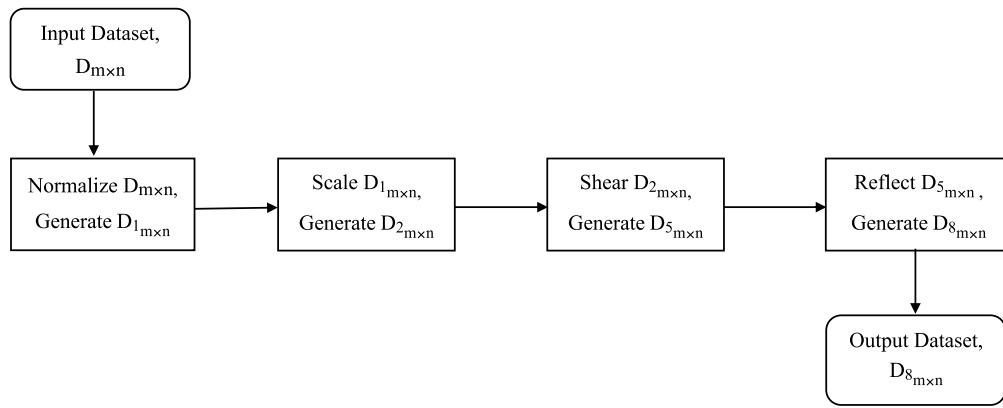 Input Dataset,
Dm×n
Normalize Dm×n,
Generate D1m×n
Scale D1m×n,
Generate D2m×n
Shear D2m×n,
Generate D5m×n
Reflect D5m×n ,
Generate D8m×n
Output Dataset,
D8m×n